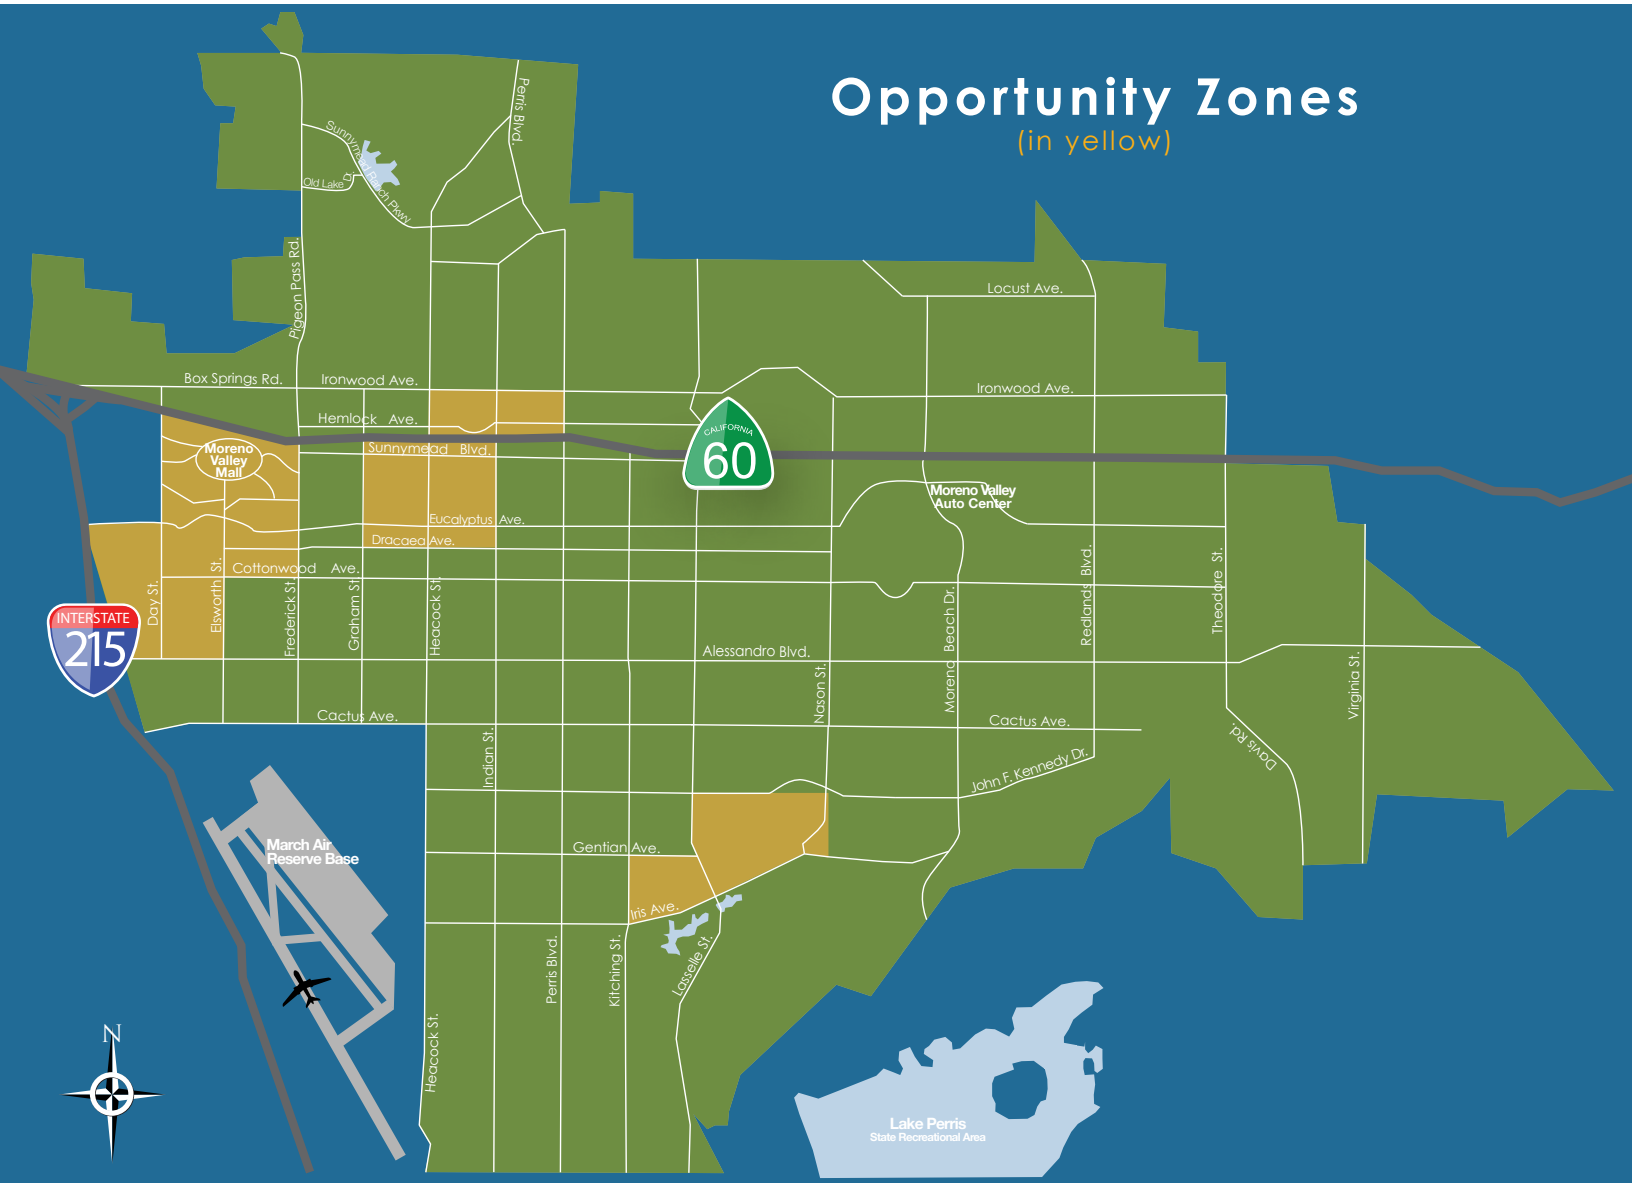 Opportunity Zones
(in yellow)
Perris Blvd.
Sunnymead Ranch Pkwy
Old Lake Dr.
Pigeon Pass Rd.
Locust Ave.
Box Springs Rd.
Ironwood Ave.
Ironwood Ave.
Hemlock Ave.
CALIFORNIA
60
Sunnymead Blvd.
Moreno
Valley
Mall
Moreno Valley
Auto Center
Eucalyptus Ave.
Dracaea Ave.
Cottonwood Ave.
Day St.
Elsworth St.
Frederick St.
Graham St.
Heacock St.
Moreno Beach Dr.
Redlands Blvd.
Theodore St.
INTERSTATE
215
Alessandro Blvd.
Nason St.
Virginia St.
Cactus Ave.
Cactus Ave.
Indian St.
Davis Rd.
John F. Kennedy Dr.
March Air
Reserve Base
Gentian Ave.
Iris Ave.
Perris Blvd.
Kitching St.
Lasselle St.
Heacock St.
N
Lake Perris
State Recreational Area